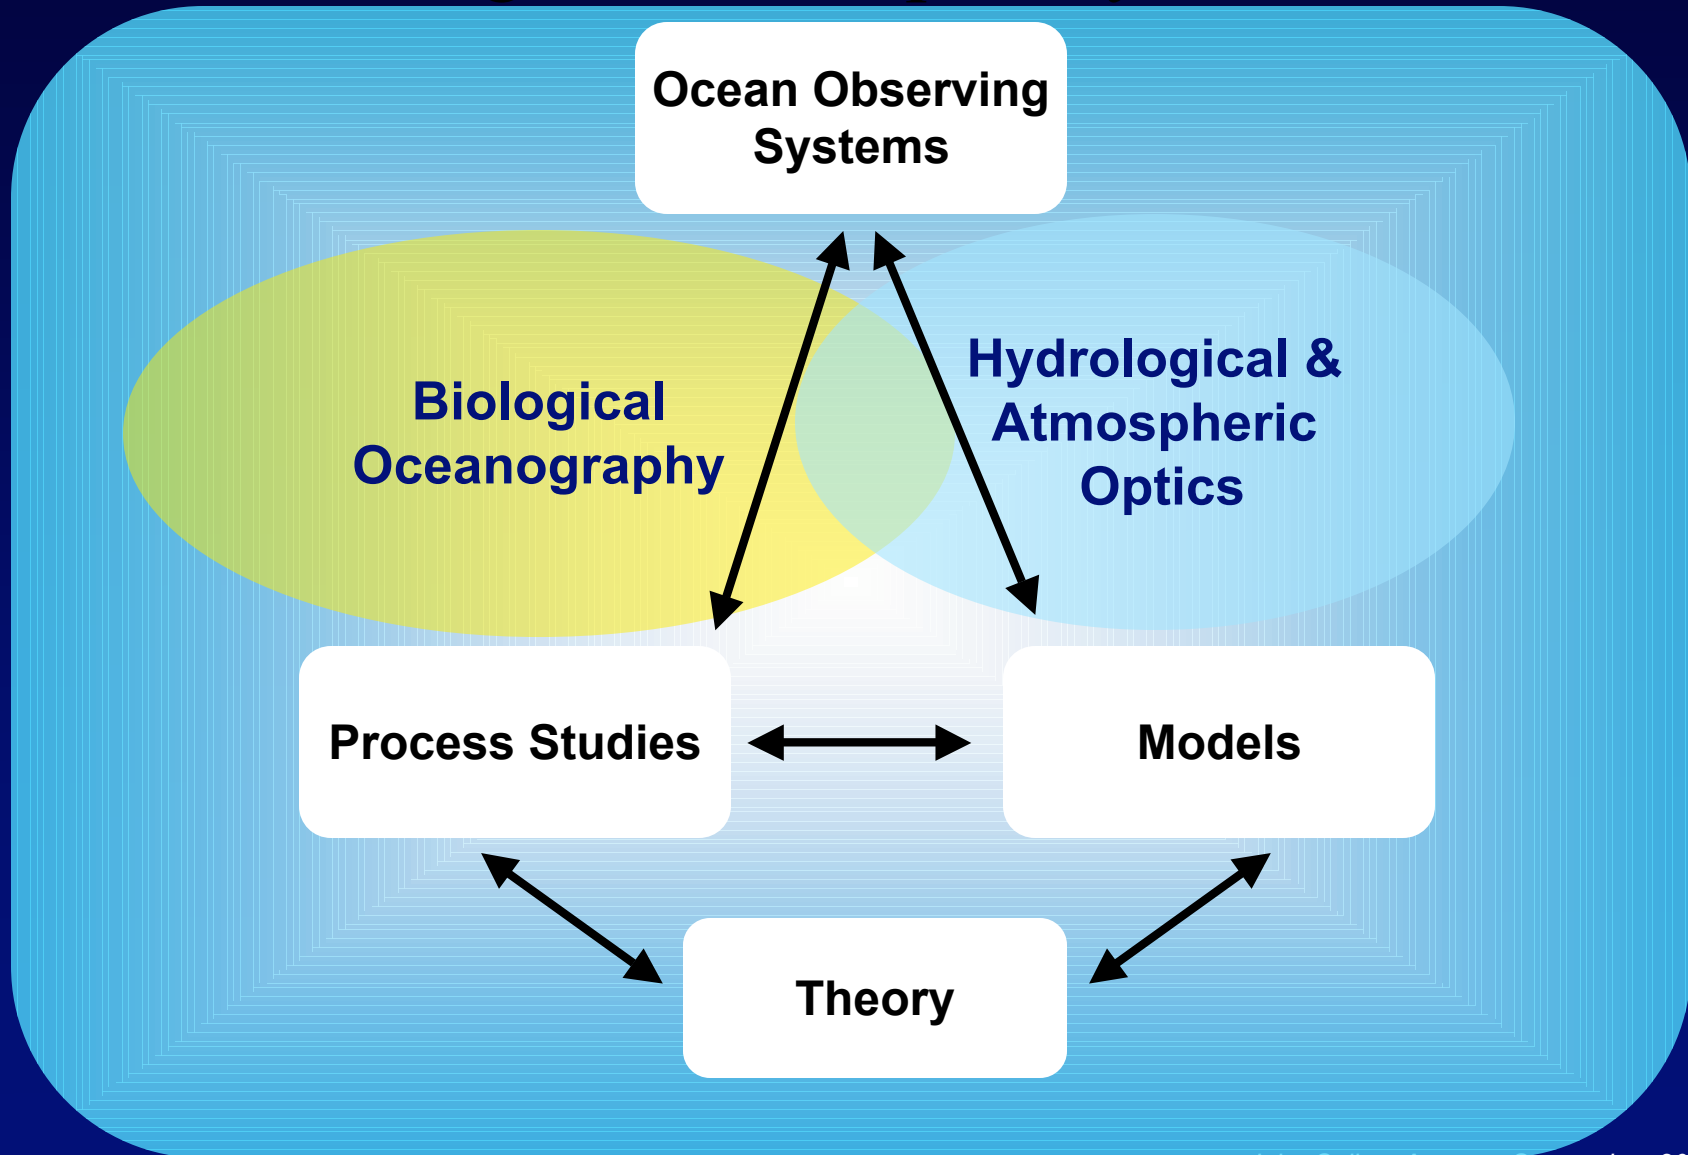 Ocean Observing
Systems
Biological
Oceanography
Hydrological &
Atmospheric
Optics
Process Studies
Models
Theory